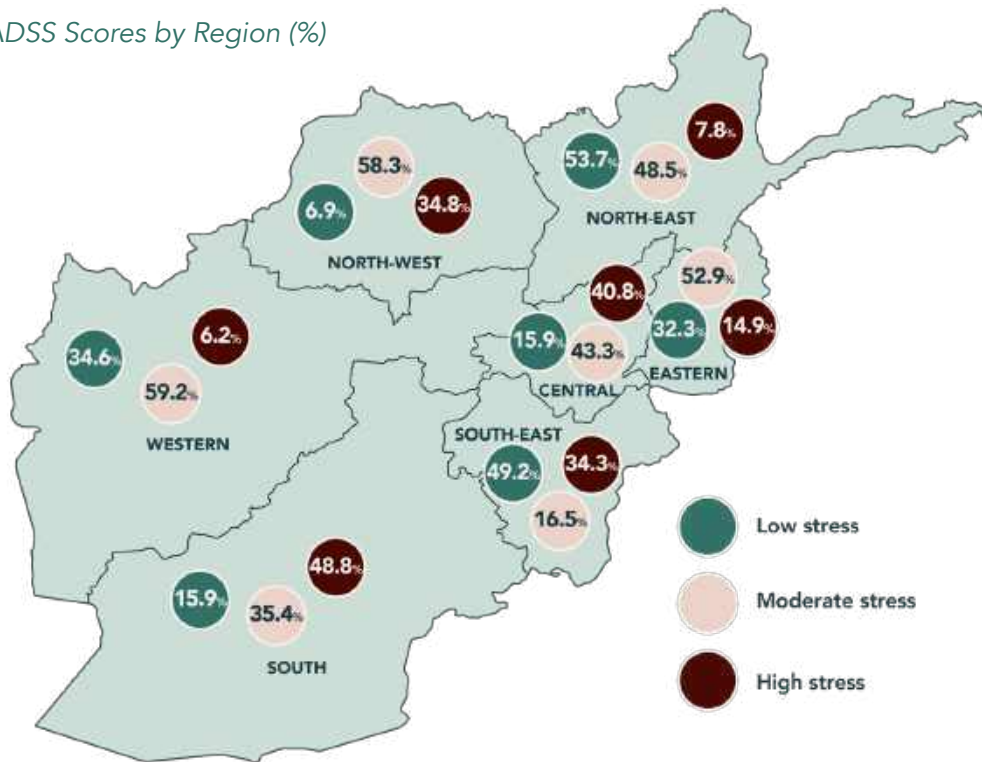 ADSS Scores by Region (%)
7.8%
53.7%
48.5%
NORTH-EAST
58.3%
6.9%
34.8%
NORTH-WEST
52.9%
32.3%
14.9%
EASTERN
40.8%
15.9%
43.3%
CENTRAL
6.2%
34.6%
59.2%
WESTERN
SOUTH-EAST
49.2%
34.3%
16.5%
48.8%
15.9%
35.4%
SOUTH
Low stress
Moderate stress
High stress